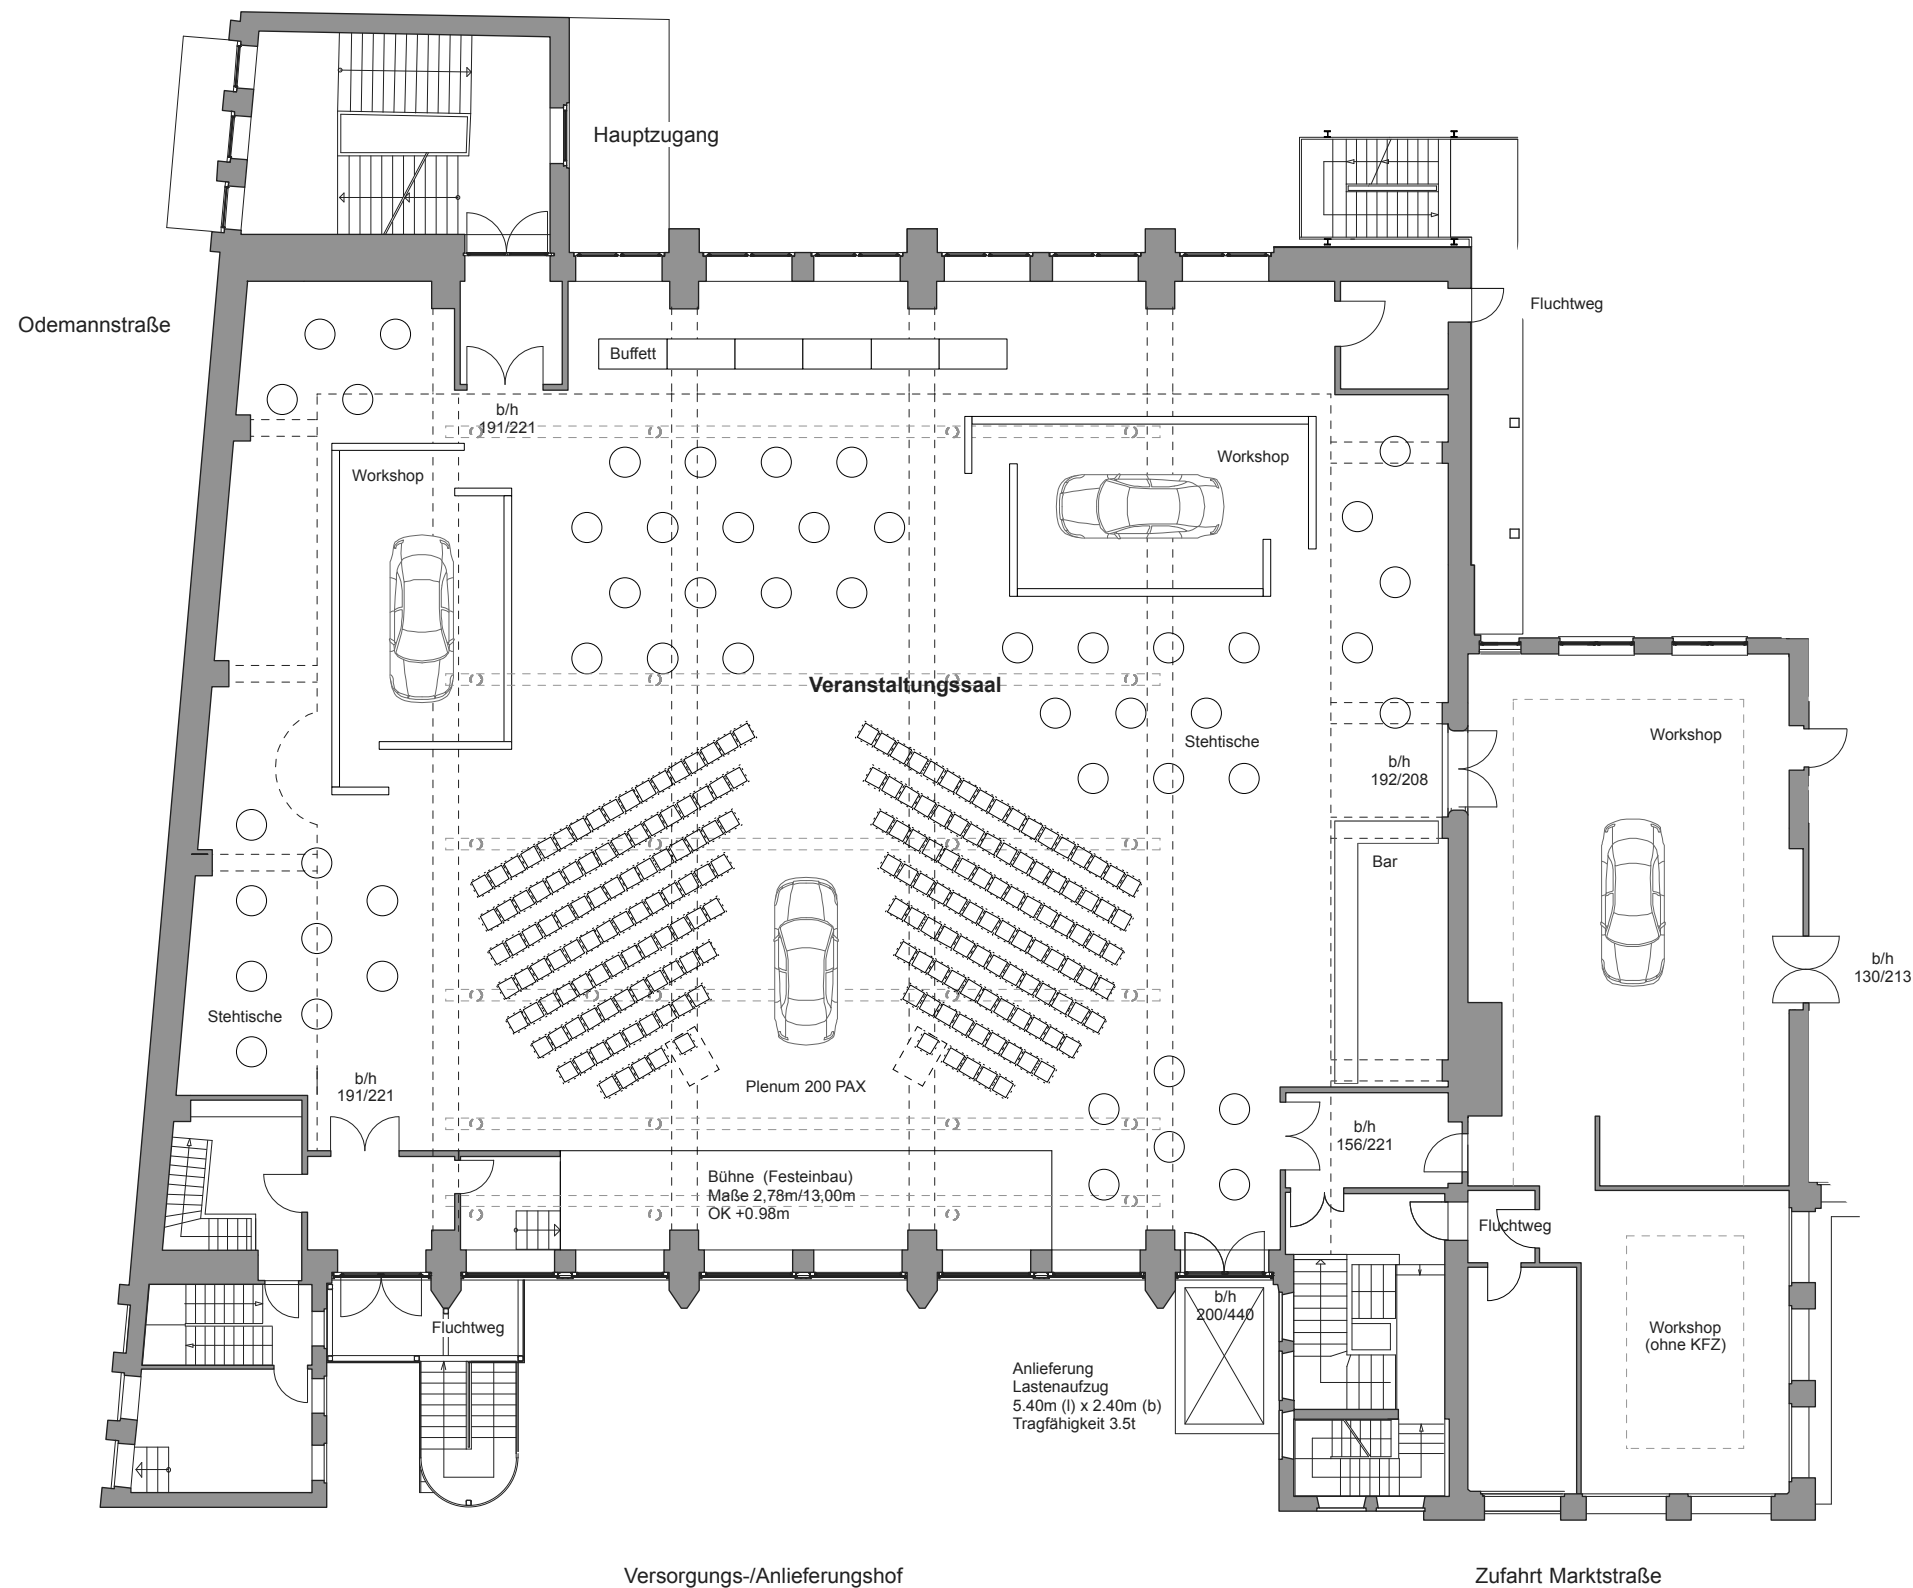 Hauptzugang
Fluchtweg
Odemannstraße
Buffett
b/h
191/221
Workshop
Workshop
Veranstaltungssaal
Workshop
Stehtische
b/h
192/208
Bar
b/h
130/213
Stehtische
b/h
191/221
Plenum 200 PAX
b/h
156/221
Bühne (Festeinbau)
Maße 2,78m/13,00m
OK +0.98m
Fluchtweg
b/h
200/440
Fluchtweg
Workshop
(ohne KFZ)
Anlieferung
Lastenaufzug
5.40m (l) x 2.40m (b)
Tragfähigkeit 3.5t
Versorgungs-/Anlieferungshof
Zufahrt Marktstraße